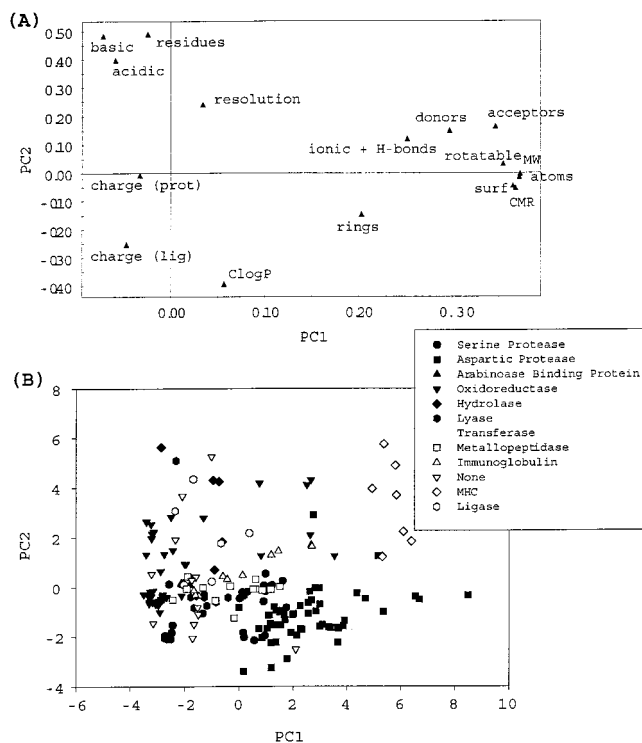 (A)
PC2
0.50
0.40
0.30
0.20
0.10
0.00
-0.10
-0.20
-0.30
-0.40
basic
residues
acidic
resolution
donors
acceptors
ionic + H-bonds
rotatable
MW
charge (prot)
atoms
surf
CMR
rings
charge (lig)
ClogP
0.00
0.10
0.20
0.30
PC1
Serine Protease
Aspartic Protease
Arabinoase Binding Protein
Oxidoreductase
Hydrolase
Lyase
Transferase
Metallopeptidase
Immunoglobulin
None
MHC
Ligase
(B)
PC2
8
6
4
2
0
-2
-4
-6
-4
-2
0
2
4
6
8
10
PC1